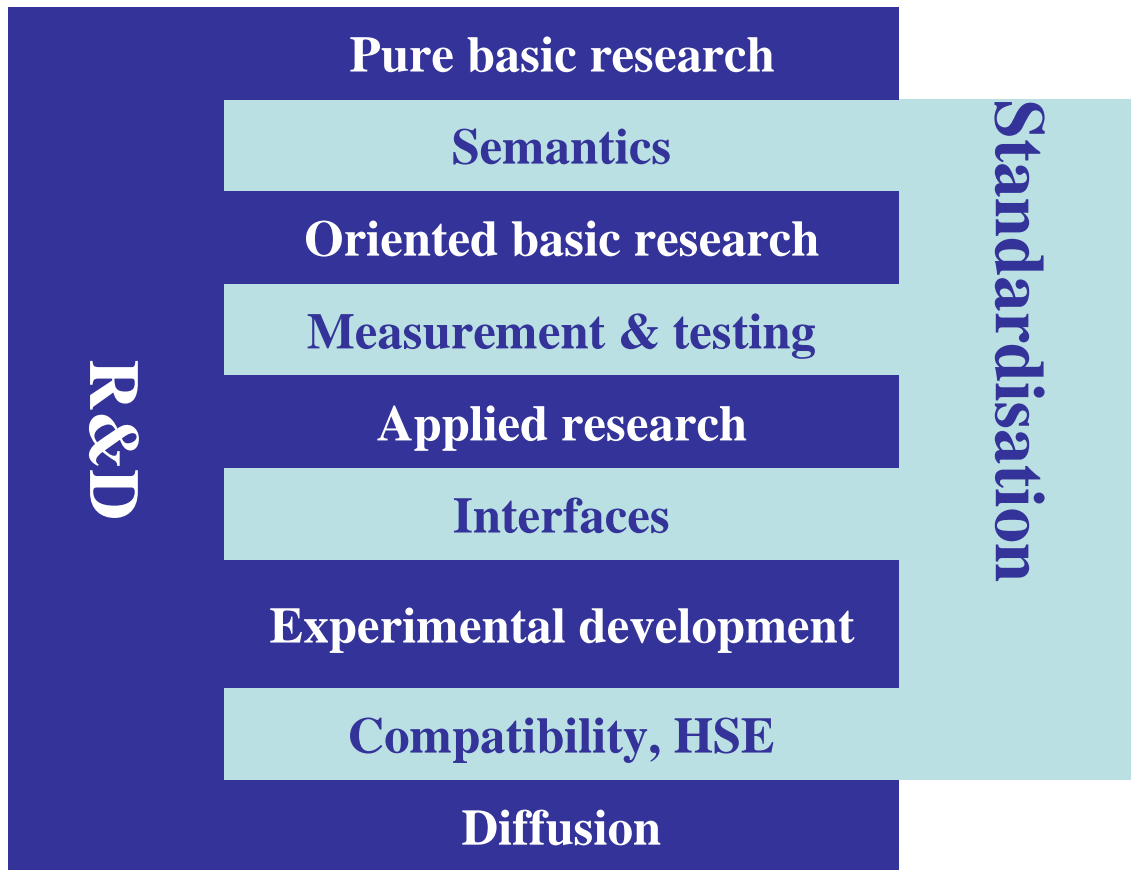 Pure basic research
Semantics
Oriented basic research
Measurement & testing
Applied research
Interfaces
Experimental development
Compatibility, HSE
Diffusion
R&D
Standardisation